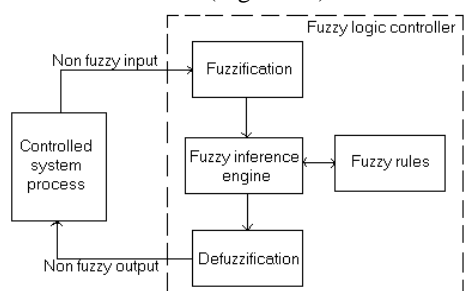 Fuzzy logic controller
Non fuzzy input
Fuzzification
Controlled
system
process
Fuzzy inference
engine
Fuzzy rules
Defuzzification
Non fuzzy output